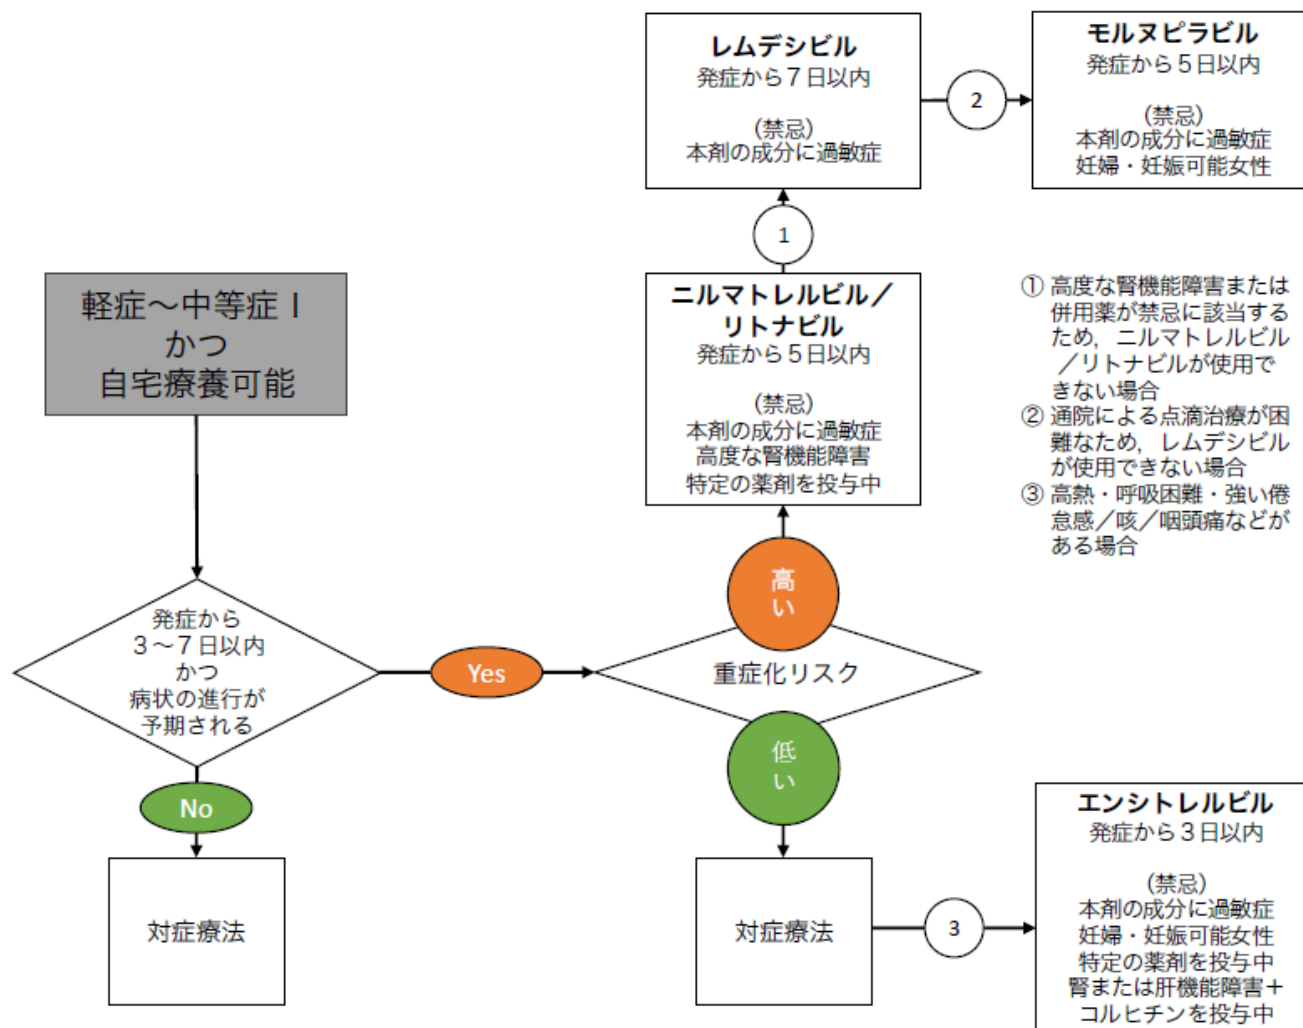 レムデシビル
発症から７日以内
（禁忌）
本剤の成分に過敏症
2
モルヌピラビル
発症から５日以内
（禁忌）
本剤の成分に過敏症
妊婦・妊娠可能女性
1
軽症～中等症Ⅰ
かつ
自宅療養可能
ニルマトレルビル／
リトナビル
発症から５日以内
（禁忌）
本剤の成分に過敏症
高度な腎機能障害
特定の薬剤を投与中
① 高度な腎機能障害または
併用薬が禁忌に該当する
ため，ニルマトレルビル
／リトナビルが使用で
きない場合
② 通院による点滴治療が困
難なため，レムデシビル
が使用できない場合
③ 高熱・呼吸困難・強い倦
怠感／咳／咽頭痛などが
ある場合
発症から
３～７日以内
かつ
病状の進行が
予期される
Yes
高
い
重症化リスク
低
い
No
対症療法
対症療法
3
エンシトレルビル
発症から３日以内
（禁忌）
本剤の成分に過敏症
妊婦・妊娠可能女性
特定の薬剤を投与中
腎または肝機能障害＋
コルヒチンを投与中